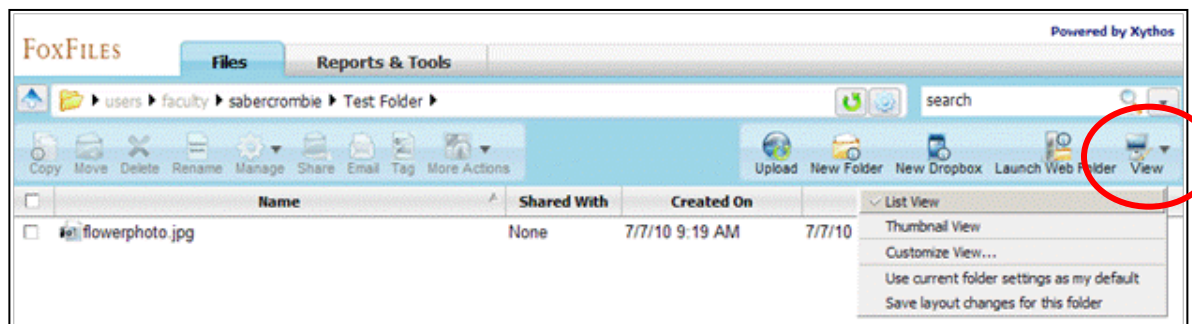 Powered by Xythos
FOXFILES
Files Reports & Tools
users faculty sabercrombie Test Folder
search
Copy Move Delete Rename Manage Share Email Tag More Actions Upload New Folder New Dropbox Launch Web Folder View
Name Shared With Created On
List View
flowerphoto.jpg None 7/7/10 9:19 AM 7/7/10
Thumbnail View
Customize View...
Use current folder settings as my default
Save layout changes for this folder